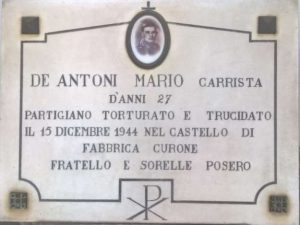 DE ANTONI MARIO CARRISTA
D'ANNI 27
PARTIGIANO TORTURATO E TRUCIDATO
IL 15 DICEMBRE 1944 NEL CASTELLO DI
FABBRICA CURONE
FRATELLO E SORELLE POSERO